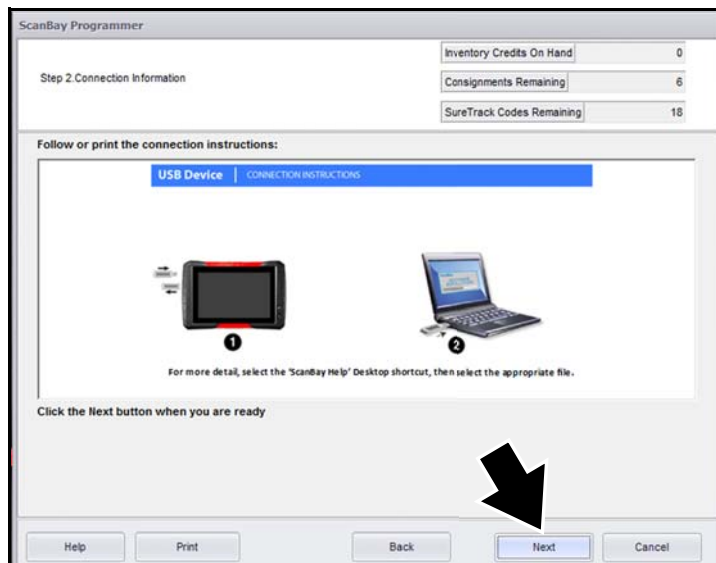 ScanBay Programmer
Inventory Credits On Hand 0
Step 2.Connection Information
Consignments Remaining 6
SureTrack Codes Remaining 18
Follow or print the connection instructions:
USB Device | CONNECTION INSTRUCTIONS
1 2
For more detail, select the 'ScanBay Help' Desktop shortcut, then select the appropriate file.
Click the Next button when you are ready
Help Print Back Next Cancel